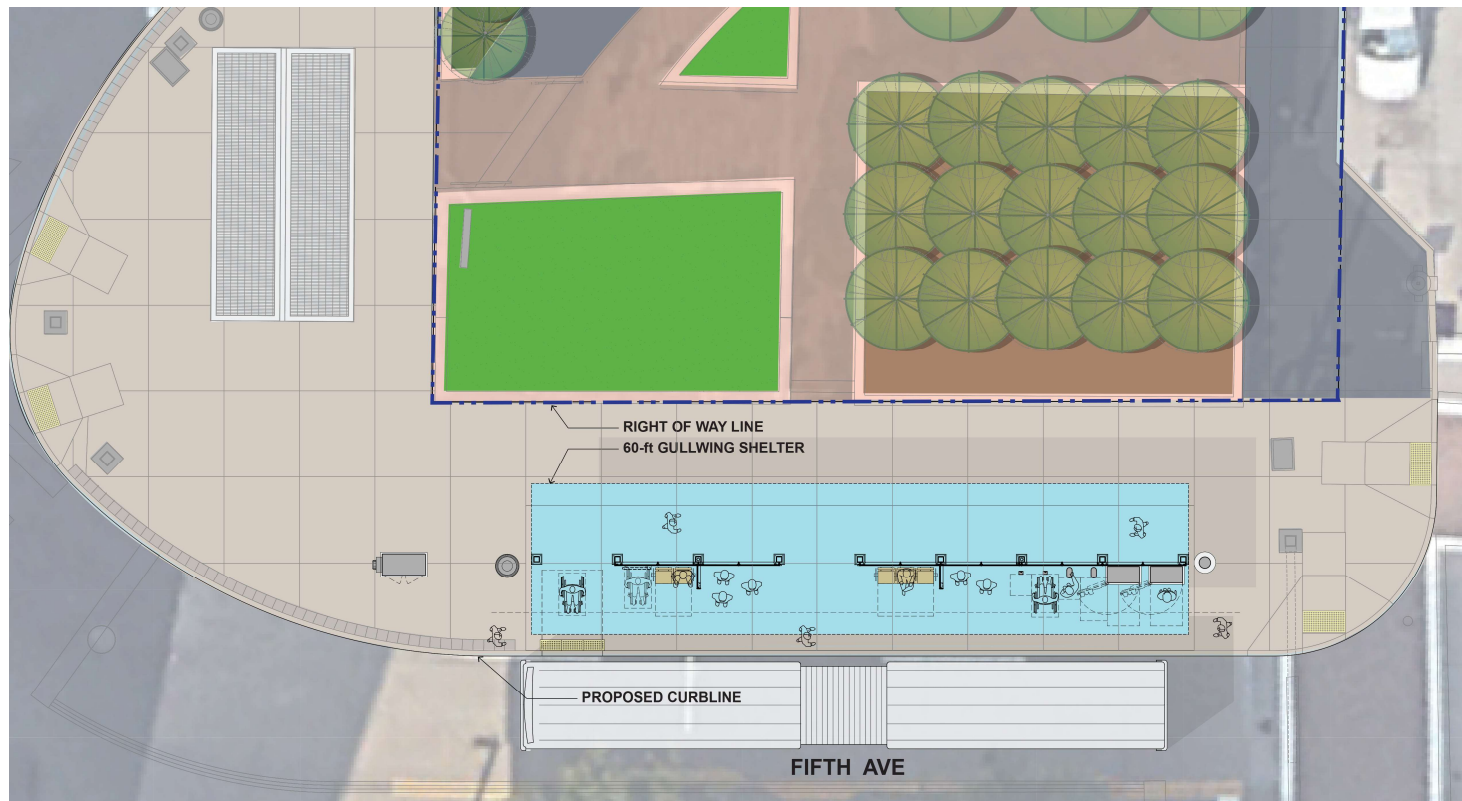 RIGHT OF WAY LINE
60-ft GULLWING SHELTER
PROPOSED CURBLINE
FIFTH AVE